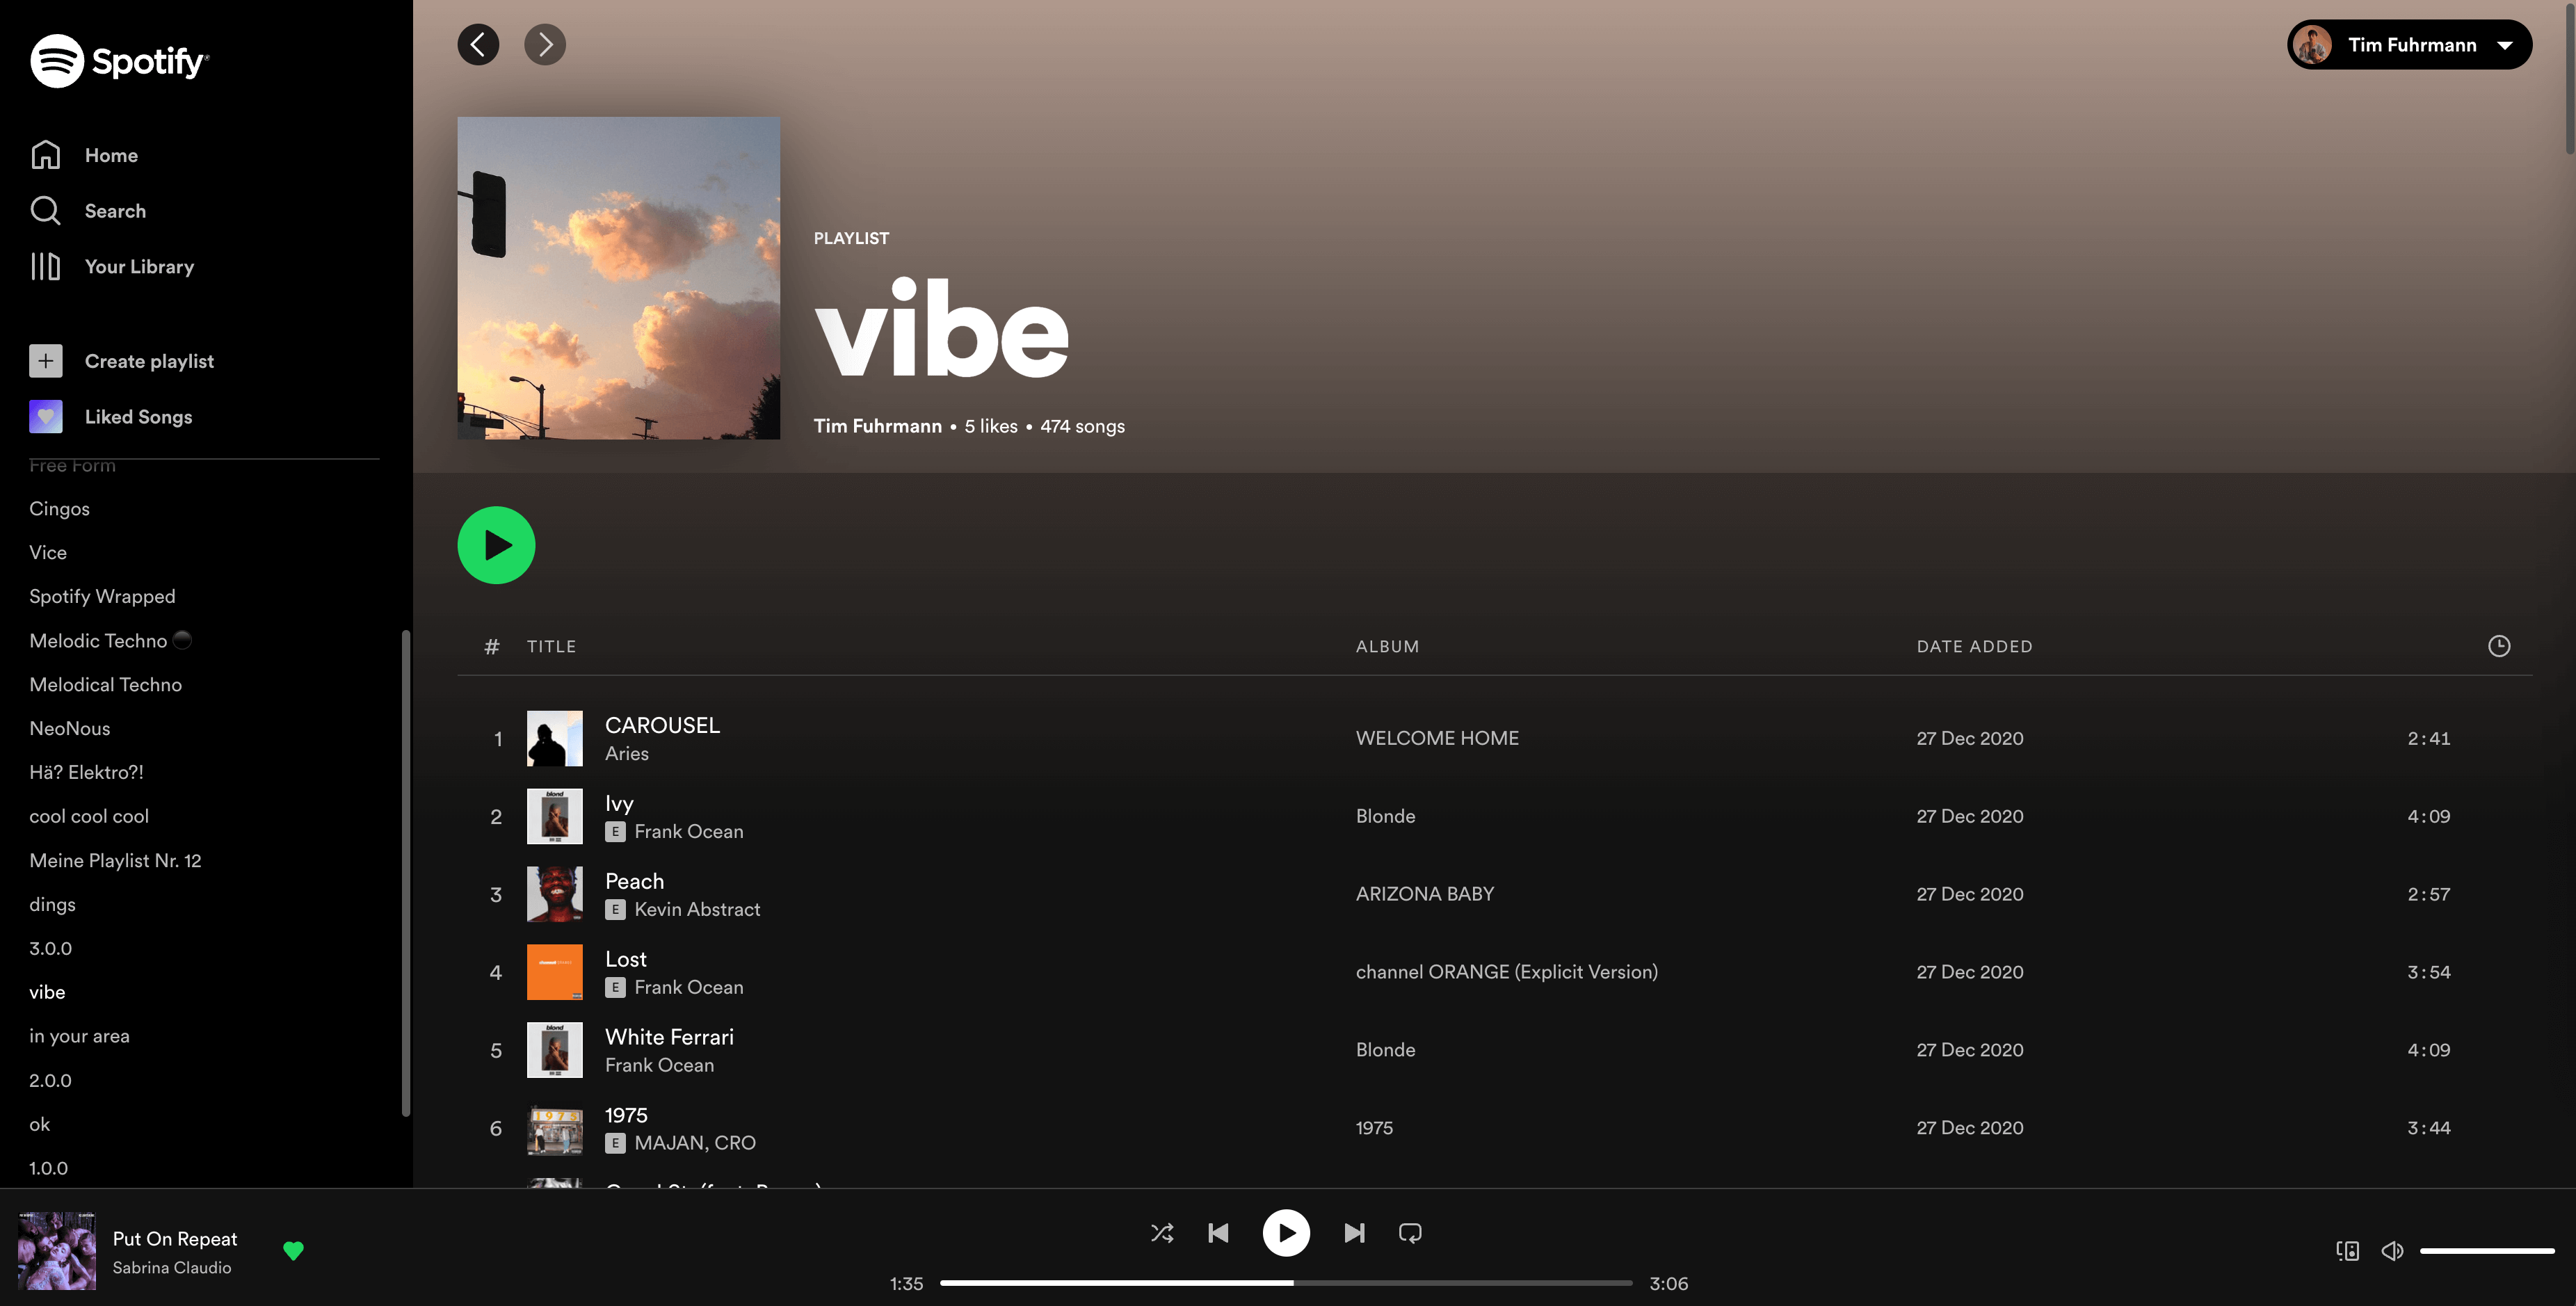 Spotify
Home
Search
Your Library
Create playlist
Liked Songs
Free Form
Cingos
Vice
Spotify Wrapped
Melodic Techno
Melodical Techno
NeoNous
Hä? Elektro?!
cool cool cool
Meine Playlist Nr. 12
dings
3.0.0
vibe
in your area
2.0.0
ok
1.0.0
Tim Fuhrmann
PLAYLIST
vibe
Tim Fuhrmann • 5 likes • 474 songs
# TITLE ALBUM DATE ADDED
1 CAROUSEL WELCOME HOME 27 Dec 2020 2:41
Aries
2 Ivy Blonde 27 Dec 2020 4:09
E Frank Ocean
3 Peach ARIZONA BABY 27 Dec 2020 2:57
E Kevin Abstract
4 Lost channel ORANGE (Explicit Version) 27 Dec 2020 3:54
E Frank Ocean
5 White Ferrari Blonde 27 Dec 2020 4:09
Frank Ocean
6 1975 1975 27 Dec 2020 3:44
E MAJAN, CRO
blond
blond
1975
Put On Repeat
Sabrina Claudio
1:35 3:06